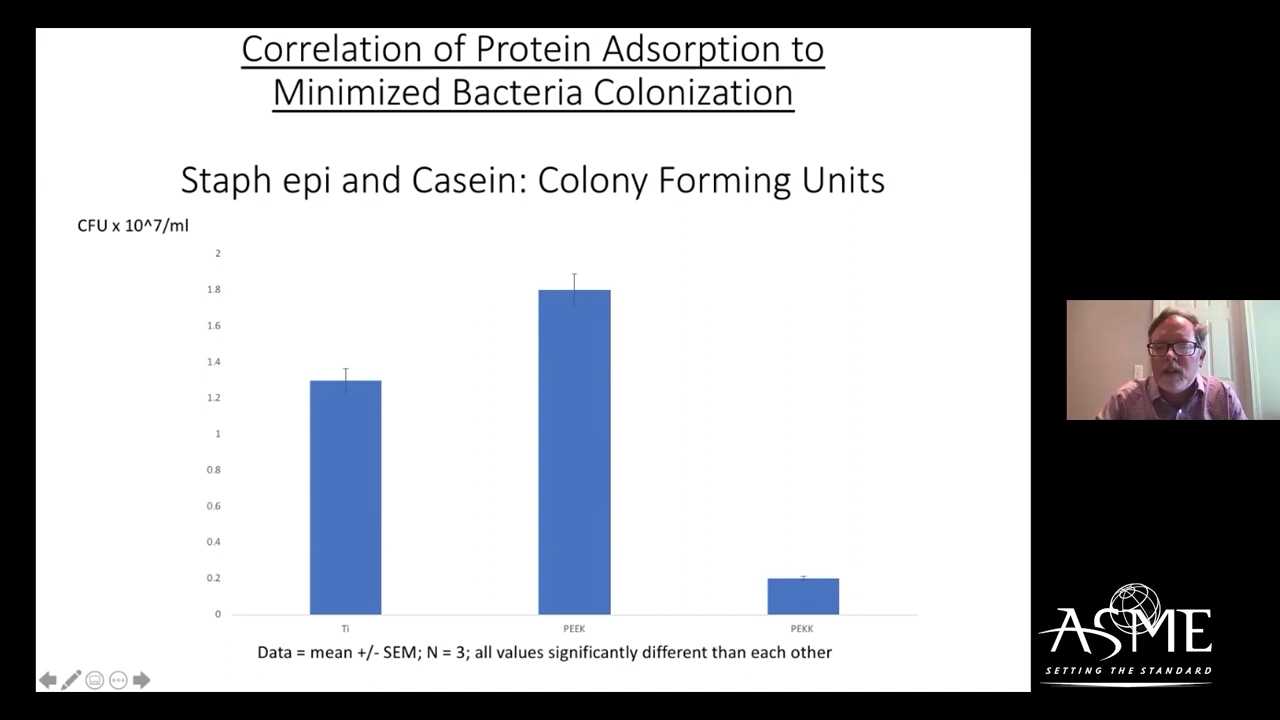 Correlation of Protein Adsorption to
Minimized Bacteria Colonization
Staph epi and Casein: Colony Forming Units
CFU x 10^7/ml
2
1.8
1.6
1.4
1.2
1
0.8
0.6
0.4
0.2
0
Ti PEEK PEKK
Data = mean +/- SEM; N = 3; all values significantly different than each other
ASME
SETTING THE STANDARD